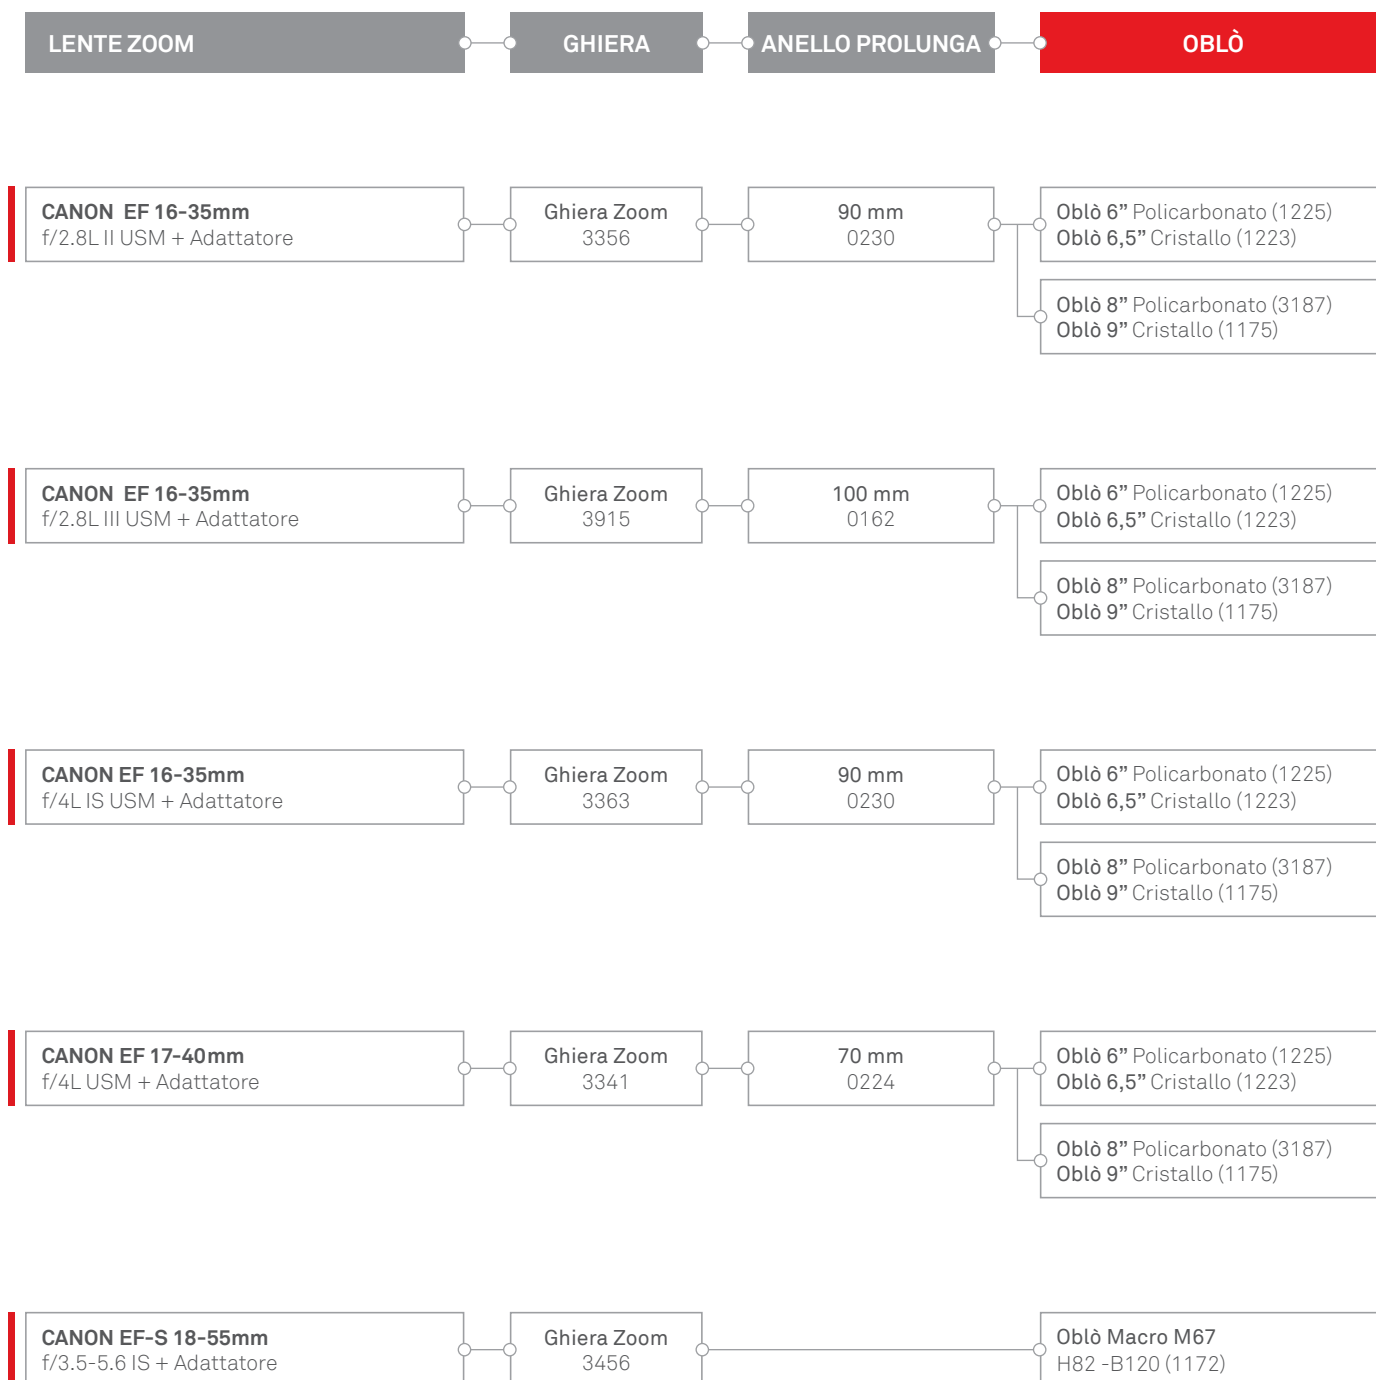 LENTE ZOOM
GHIERA
ANELLO PROLUNGA
OBLÒ
CANON EF 16-35mm
f/2.8L II USM + Adattatore
Ghiera Zoom
3356
90 mm
0230
Oblò 6” Policarbonato (1225)
Oblò 6,5” Cristallo (1223)
Oblò 8” Policarbonato (3187)
Oblò 9” Cristallo (1175)
CANON EF 16-35mm
f/2.8L III USM + Adattatore
Ghiera Zoom
3915
100 mm
0162
Oblò 6” Policarbonato (1225)
Oblò 6,5” Cristallo (1223)
Oblò 8” Policarbonato (3187)
Oblò 9” Cristallo (1175)
CANON EF 16-35mm
f/4L IS USM + Adattatore
Ghiera Zoom
3363
90 mm
0230
Oblò 6” Policarbonato (1225)
Oblò 6,5” Cristallo (1223)
Oblò 8” Policarbonato (3187)
Oblò 9” Cristallo (1175)
CANON EF 17-40mm
f/4L USM + Adattatore
Ghiera Zoom
3341
70 mm
0224
Oblò 6” Policarbonato (1225)
Oblò 6,5” Cristallo (1223)
Oblò 8” Policarbonato (3187)
Oblò 9” Cristallo (1175)
CANON EF-S 18-55mm
f/3.5-5.6 IS + Adattatore
Ghiera Zoom
3456
Oblò Macro M67
H82 -B120 (1172)